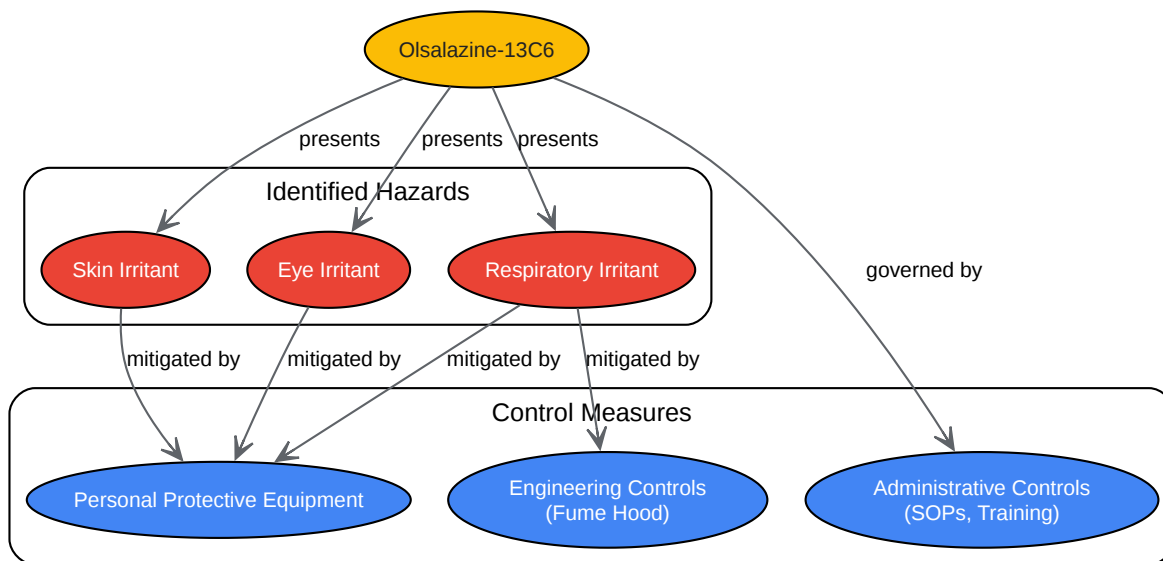 Olsalazine-13C6
presents
presents
presents
Identified Hazards
Skin Irritant
Eye Irritant
Respiratory Irritant
governed by
mitigated by
mitigated by
mitigated by
mitigated by
Control Measures
Personal Protective Equipment
Engineering Controls
(Fume Hood)
Administrative Controls
(SOPs, Training)